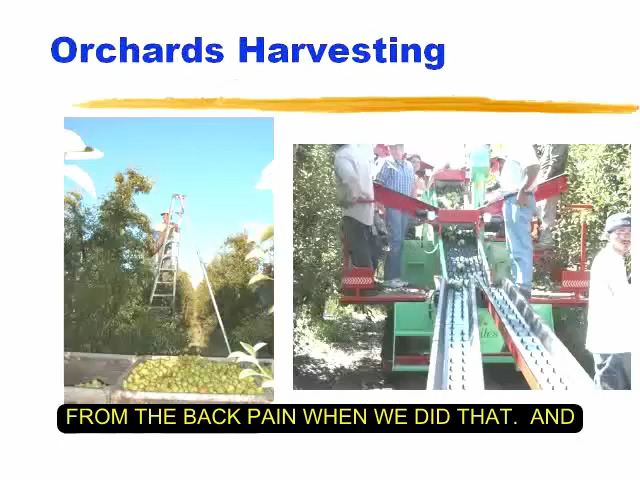 Orchards Harvesting
FROM THE BACK PAIN WHEN WE DID THAT.  AND